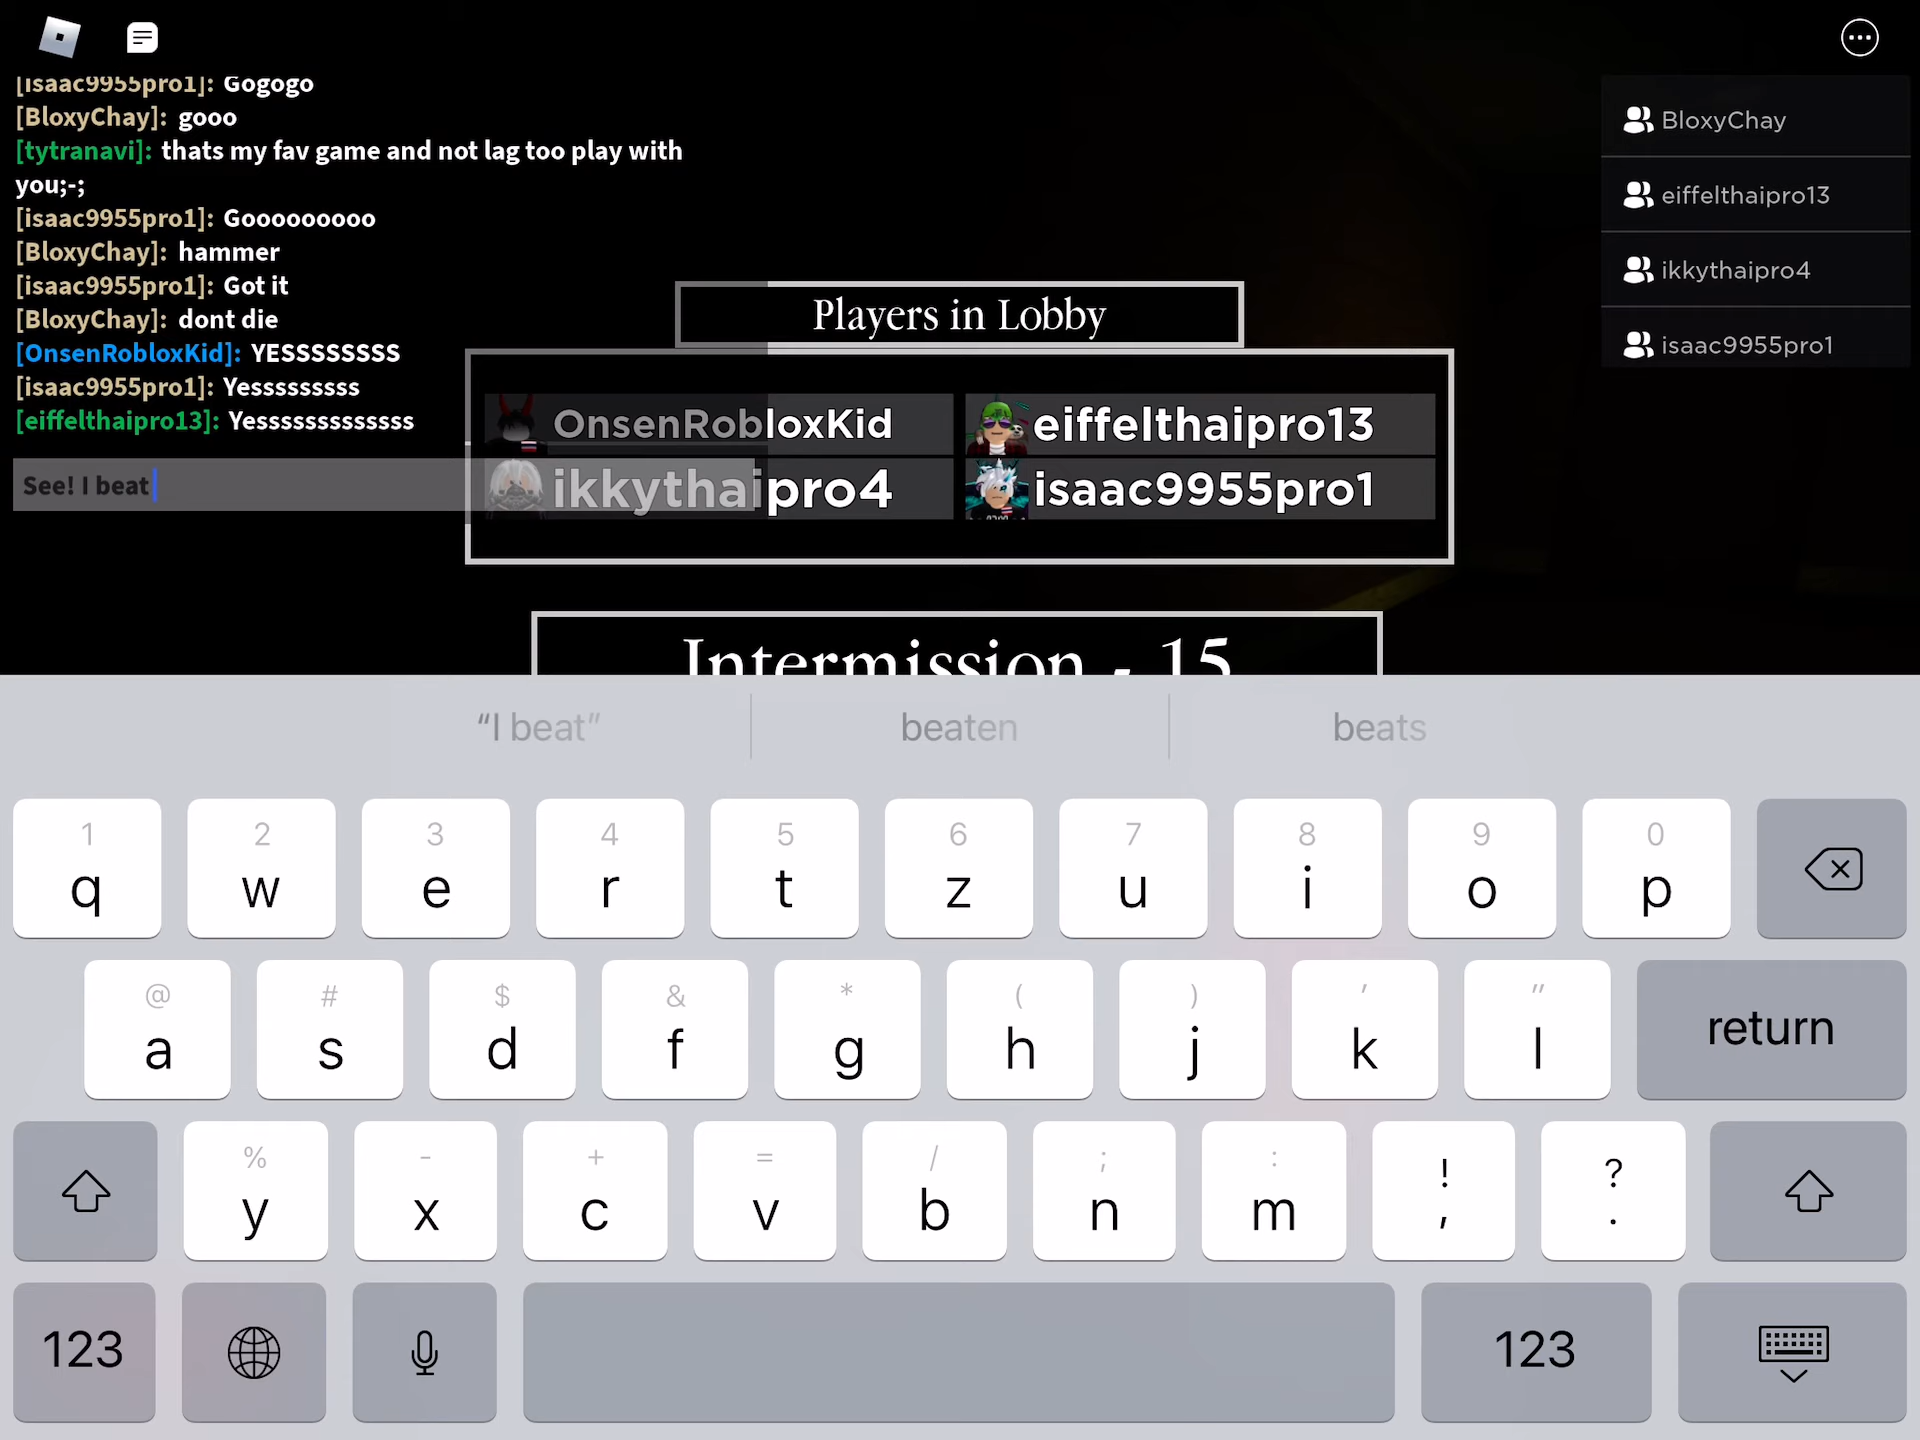 [isaac9955pro1]: Gogogo
[BloxyChay]: gooo
[tytranavi]: thats my fav game and not lag too play with
you;-;
[isaac9955pro1]: Gooooooooo
[BloxyChay]: hammer
[isaac9955pro1]: Got it
[BloxyChay]: dont die
[OnsenRobloxKid]: YESSSSSSSS
[isaac9955pro1]: Yesssssssss
[eiffelthaipro13]: Yesssssssssssss
See! I beat
BloxyChay
eiffelthaipro13
ikkythaipro4
isaac9955pro1
Players in Lobby
OnsenRobloxKid
eiffelthaipro13
ikkythaipro4
isaac9955pro1
Intermission - 15
“I beat” beaten beats
1 2 3 4 5 6 7 8 9 0
q w e r t z u i o p
@ # $ & * ( ) ′ ″
a s d f g h j k l return
% - + = / ; : ! ?
y x c v b n m , .
123 123